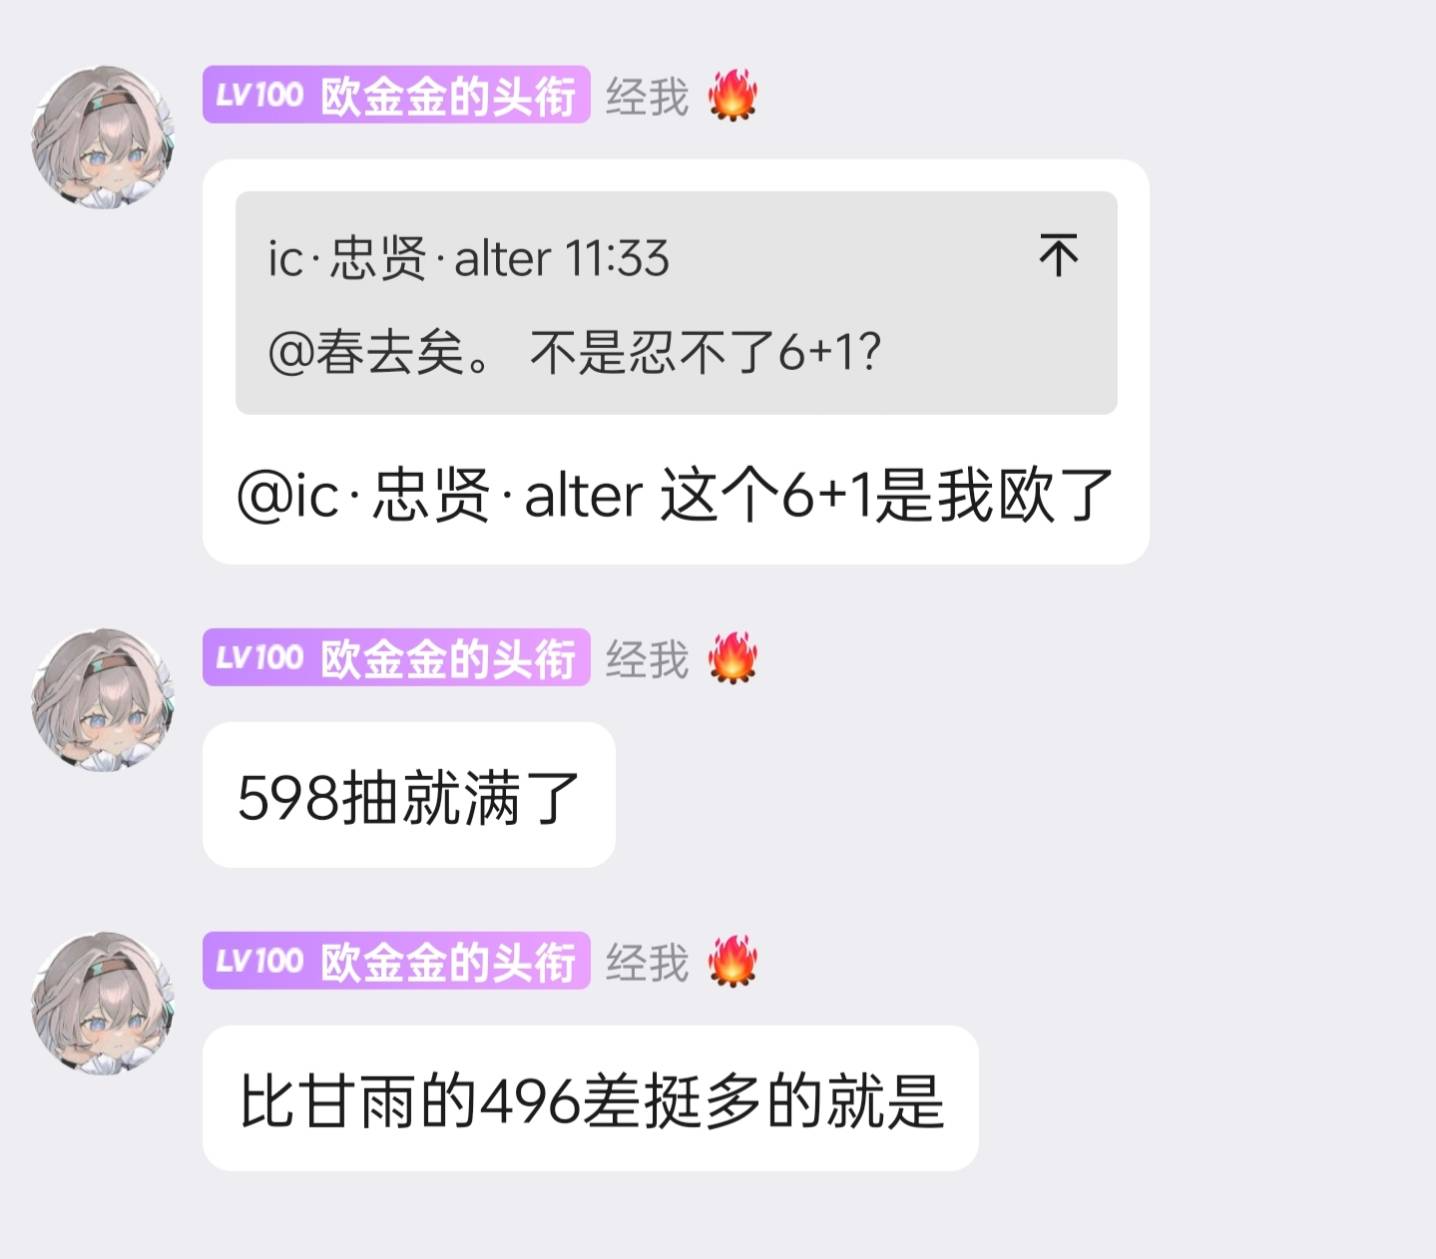 LV100 欧金金的头衔 经我🔥
ic·忠贤·alter 11:33
@春去矣。 不是忍不了6+1?
@ic·忠贤·alter 这个6+1是我欧了
LV100 欧金金的头衔 经我🔥
598抽就满了
LV100 欧金金的头衔 经我🔥
比甘雨的496差挺多的就是